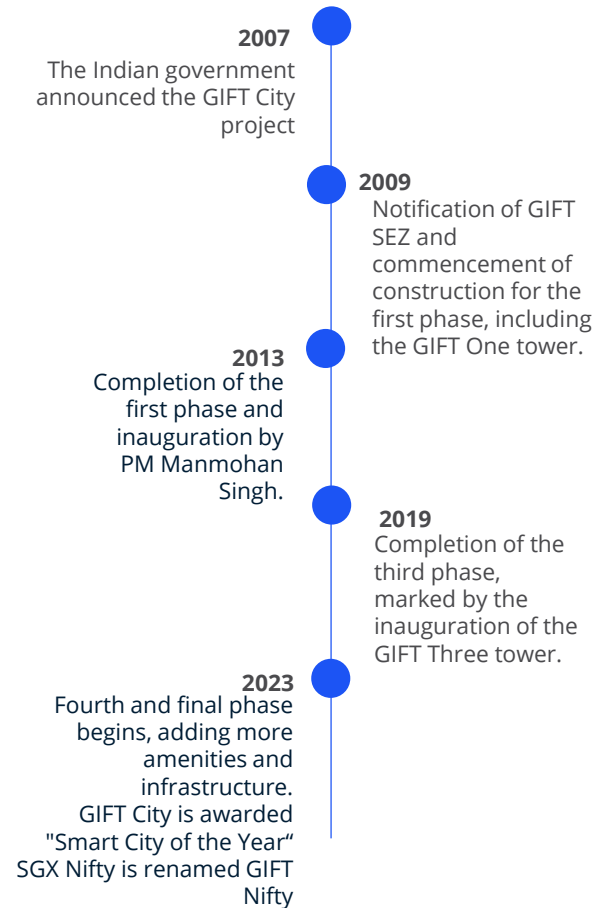 2007
The Indian government
announced the GIFT City
project
2009
Notification of GIFT
SEZ and
commencement of
construction for the
first phase, including
the GIFT One tower.
2013
Completion of the
first phase and
inauguration by
PM Manmohan
Singh.
2019
Completion of the
third phase,
marked by the
inauguration of the
GIFT Three tower.
2023
Fourth and final phase
begins, adding more
amenities and
infrastructure.
GIFT City is awarded
"Smart City of the Year“
SGX Nifty is renamed GIFT
Nifty